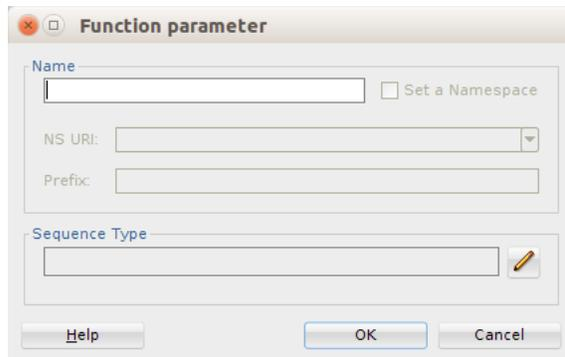 Function parameter
Name
Set a Namespace
NS URI:
Prefix:
Sequence Type
Help OK Cancel